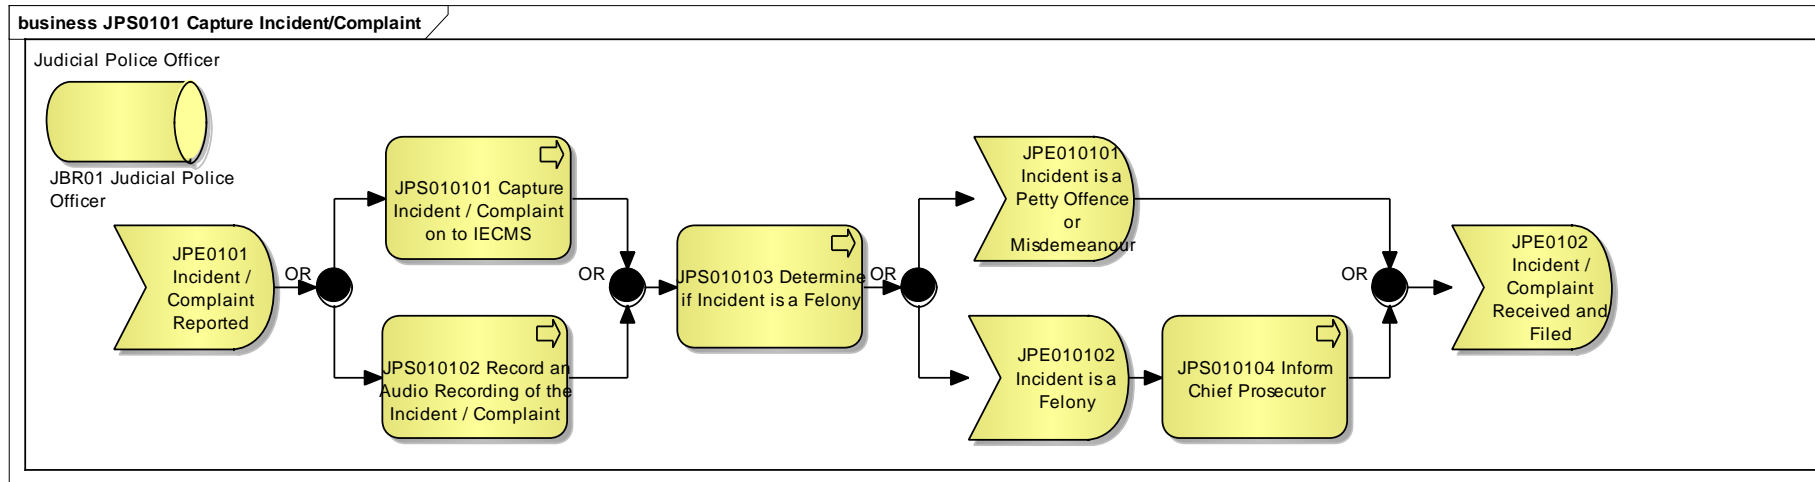 business JPS0101 Capture Incident/Complaint
Judicial Police Officer
JBR01 Judicial Police
Officer
JPE0101
Incident /
Complaint
Reported
OR
JPS010101 Capture
Incident / Complaint
on to IECMS
JPS010102 Record an
Audio Recording of the
Incident / Complaint
OR
JPS010103 Determine
if Incident is a Felony
OR
JPE010101
Incident is a
Petty Offence
or
Misdemeanour
JPE010102
Incident is a
Felony
JPS010104 Inform
Chief Prosecutor
OR
JPE0102
Incident /
Complaint
Received and
Filed